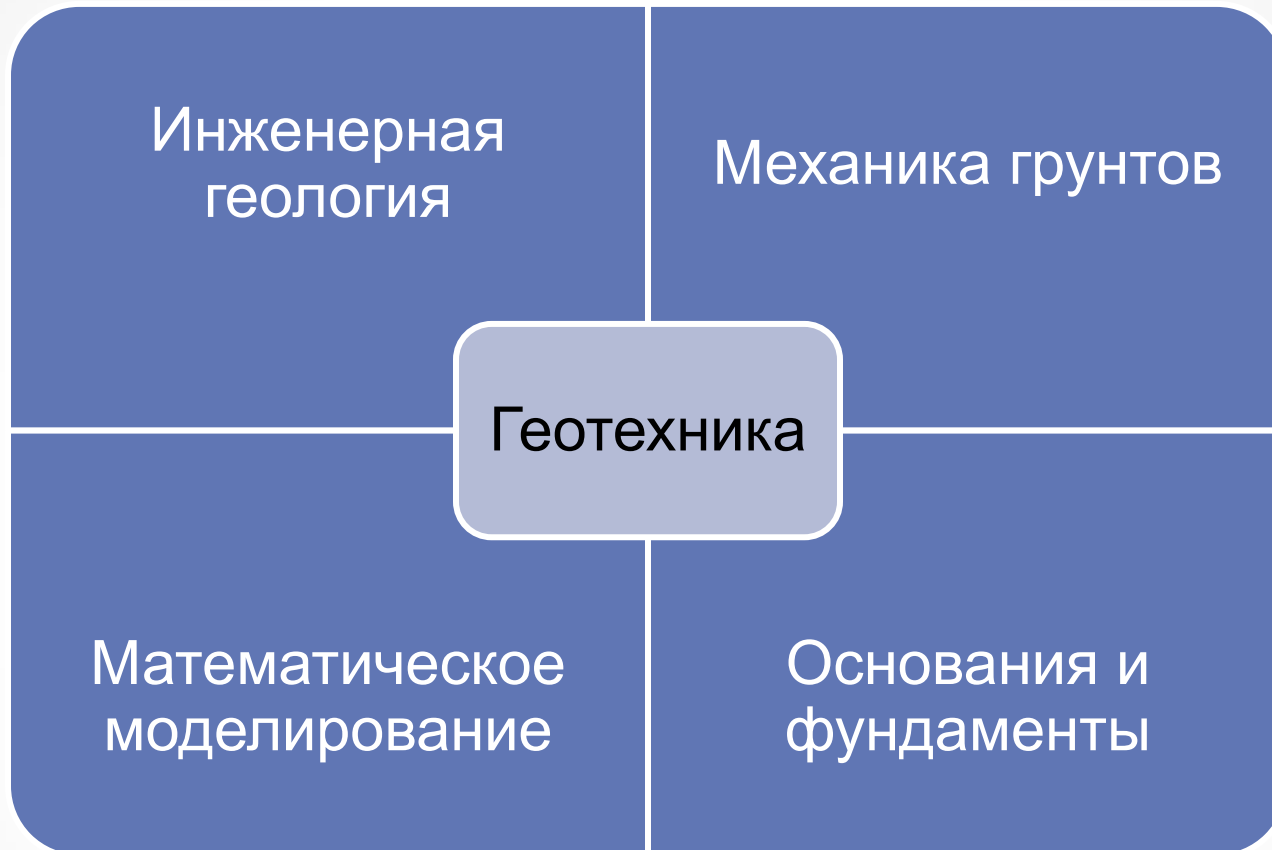 Инженерная
геология
Механика грунтов
Геотехника
Математическое
моделирование
Основания и
фундаменты